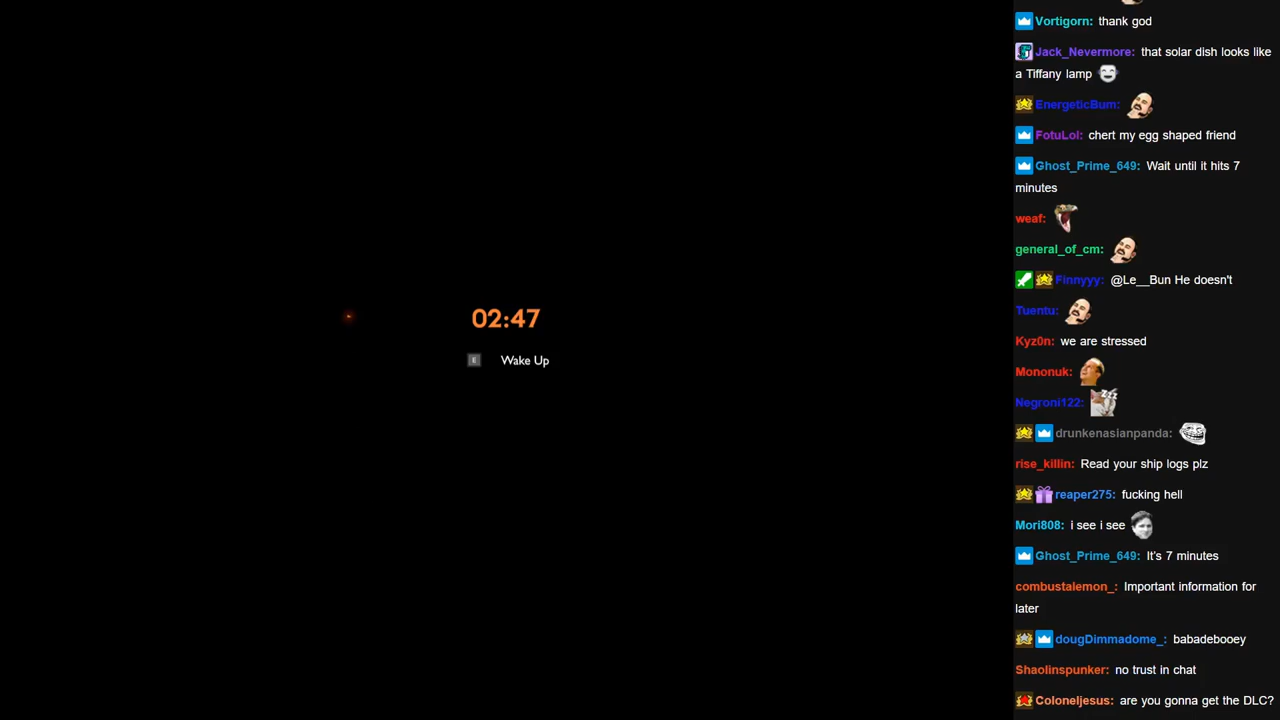 02:47
E Wake Up
Vortigorn: thank god
Jack_Nevermore: that solar dish looks like
a Tiffany lamp
EnergeticBum:
FotuLol: chert my egg shaped friend
Ghost_Prime_649: Wait until it hits 7
minutes
weaf:
general_of_cm:
Finnyyy: @Le__Bun He doesn't
Tuentu:
Kyz0n: we are stressed
Mononuk:
Negroni122:
drunkenasianpanda:
rise_killin: Read your ship logs plz
reaper275: fucking hell
Mori808: i see i see
Ghost_Prime_649: It's 7 minutes
combustalemon_: Important information for
later
dougDimmadome_: babadebooey
Shaolinspunker: no trust in chat
Coloneljesus: are you gonna get the DLC?